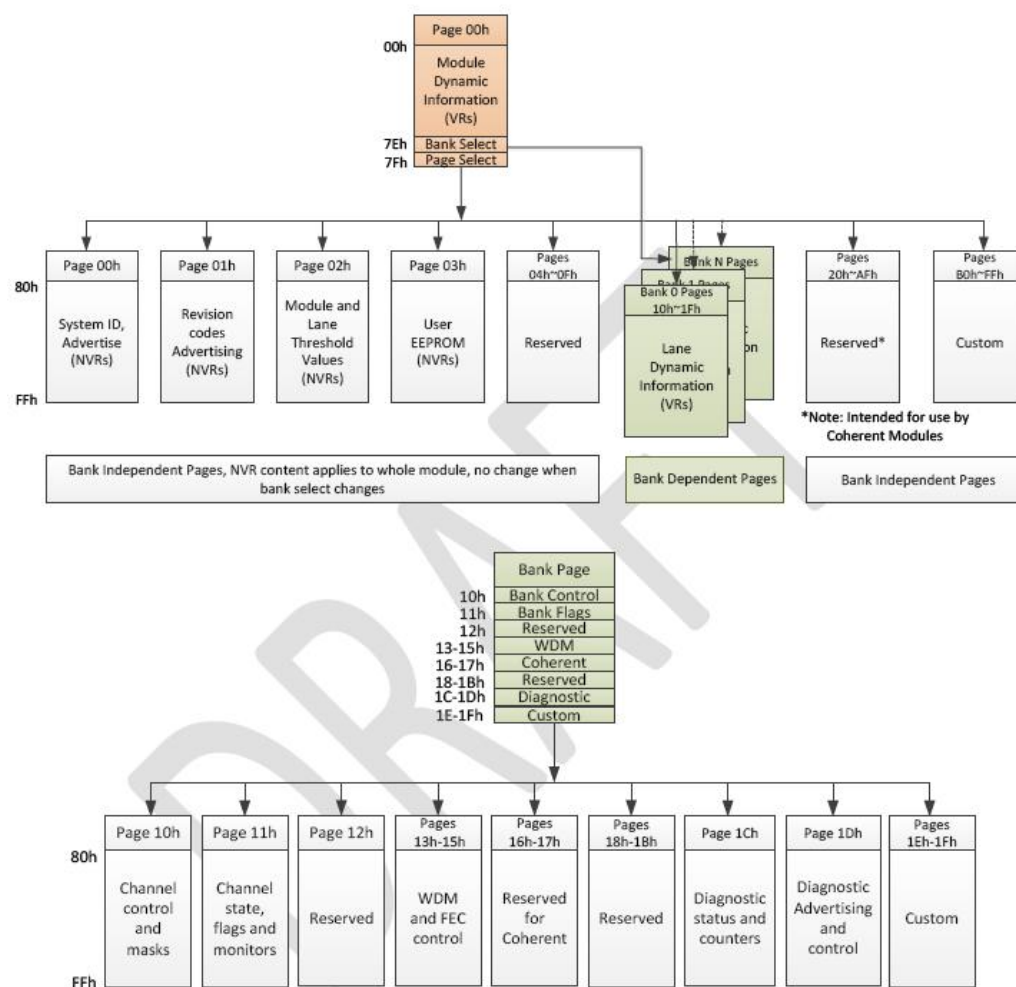 Page 00h
00h
Module
Dynamic
Information
(VRs)
7Eh
Bank Select
7Fh
Page Select
Page 00h
80h
System ID,
Advertise
(NVRs)
FFh
Page 01h
Revision
codes
Advertising
(NVRs)
Page 02h
Module and
Lane
Threshold
Values
(NVRs)
Page 03h
User
EEPROM
(NVRs)
Pages
04h~0Fh
Reserved
Bank N Pages
Bank 1 Pages
Bank 0 Pages
10h~1Fh
Lane
Dynamic
Information
(VRs)
Pages
20h~AFh
Reserved*
Pages
B0h~FFh
Custom
*Note: Intended for use by
Coherent Modules
Bank Independent Pages, NVR content applies to whole module, no change when
bank select changes
Bank Dependent Pages
Bank Independent Pages
Bank Page
10h
Bank Control
11h
Bank Flags
12h
Reserved
13-15h
WDM
16-17h
Coherent
18-1Bh
Reserved
1C-1Dh
Diagnostic
1E-1Fh
Custom
Page 10h
80h
Channel
control
and
masks
FFh
Page 11h
Channel
state,
flags and
monitors
Page 12h
Reserved
Pages
13h-15h
WDM
and FEC
control
Pages
16h-17h
Reserved
for
Coherent
Pages
18h-1Bh
Reserved
Page 1Ch
Diagnostic
status and
counters
Page 1Dh
Diagnostic
Advertising
and
control
Pages
1Eh-1Fh
Custom
DRAFT